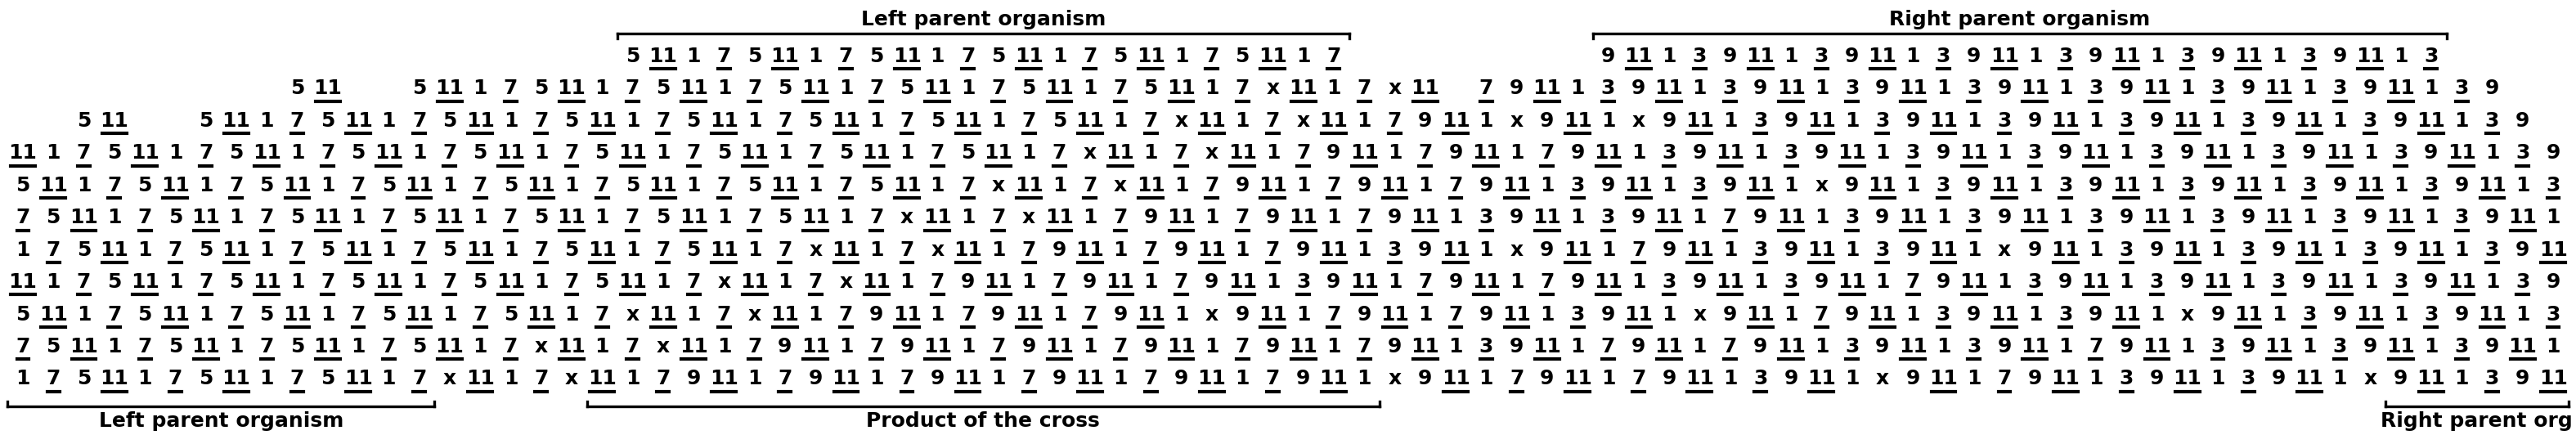 Left parent organism Right parent organism
5 11 1 7 5 11 1 7 5 11 1 7 5 11 1 7 5 11 1 7 5 11 1 7 9 11 1 3 9 11 1 3 9 11 1 3 9 11 1 3 9 11 1 3 9 11 1 3 9 11 1 3
5 11 5 11 1 7 5 11 1 7 5 11 1 7 5 11 1 7 5 11 1 7 5 11 1 7 5 11 1 7 x 11 1 7 x 11 7 9 11 1 3 9 11 1 3 9 11 1 3 9 11 1 3 9 11 1 3 9 11 1 3 9 11 1 3 9 11 1 3 9
5 11 5 11 1 7 5 11 1 7 5 11 1 7 5 11 1 7 5 11 1 7 5 11 1 7 5 11 1 7 5 11 1 7 x 11 1 7 x 11 1 7 9 11 1 x 9 11 1 x 9 11 1 3 9 11 1 3 9 11 1 3 9 11 1 3 9 11 1 3 9 11 1 3 9 11 1 3 9
11 1 7 5 11 1 7 5 11 1 7 5 11 1 7 5 11 1 7 5 11 1 7 5 11 1 7 5 11 1 7 5 11 1 7 x 11 1 7 x 11 1 7 9 11 1 7 9 11 1 7 9 11 1 3 9 11 1 3 9 11 1 3 9 11 1 3 9 11 1 3 9 11 1 3 9 11 1 3 9 11 1 3 9
5 11 1 7 5 11 1 7 5 11 1 7 5 11 1 7 5 11 1 7 5 11 1 7 5 11 1 7 5 11 1 7 x 11 1 7 x 11 1 7 9 11 1 7 9 11 1 7 9 11 1 3 9 11 1 3 9 11 1 x 9 11 1 3 9 11 1 3 9 11 1 3 9 11 1 3 9 11 1 3 9 11 1 3
7 5 11 1 7 5 11 1 7 5 11 1 7 5 11 1 7 5 11 1 7 5 11 1 7 5 11 1 7 x 11 1 7 x 11 1 7 9 11 1 7 9 11 1 7 9 11 1 3 9 11 1 3 9 11 1 7 9 11 1 3 9 11 1 3 9 11 1 3 9 11 1 3 9 11 1 3 9 11 1 3 9 11 1
1 7 5 11 1 7 5 11 1 7 5 11 1 7 5 11 1 7 5 11 1 7 5 11 1 7 x 11 1 7 x 11 1 7 9 11 1 7 9 11 1 7 9 11 1 3 9 11 1 x 9 11 1 7 9 11 1 3 9 11 1 3 9 11 1 x 9 11 1 3 9 11 1 3 9 11 1 3 9 11 1 3 9 11
11 1 7 5 11 1 7 5 11 1 7 5 11 1 7 5 11 1 7 5 11 1 7 x 11 1 7 x 11 1 7 9 11 1 7 9 11 1 7 9 11 1 3 9 11 1 7 9 11 1 7 9 11 1 3 9 11 1 3 9 11 1 7 9 11 1 3 9 11 1 3 9 11 1 3 9 11 1 3 9 11 1 3 9
5 11 1 7 5 11 1 7 5 11 1 7 5 11 1 7 5 11 1 7 x 11 1 7 x 11 1 7 9 11 1 7 9 11 1 7 9 11 1 x 9 11 1 7 9 11 1 7 9 11 1 3 9 11 1 x 9 11 1 7 9 11 1 3 9 11 1 3 9 11 1 x 9 11 1 3 9 11 1 3 9 11 1 3
7 5 11 1 7 5 11 1 7 5 11 1 7 5 11 1 7 x 11 1 7 x 11 1 7 9 11 1 7 9 11 1 7 9 11 1 7 9 11 1 7 9 11 1 7 9 11 1 3 9 11 1 7 9 11 1 7 9 11 1 3 9 11 1 3 9 11 1 7 9 11 1 3 9 11 1 3 9 11 1 3 9 11 1
1 7 5 11 1 7 5 11 1 7 5 11 1 7 x 11 1 7 x 11 1 7 9 11 1 7 9 11 1 7 9 11 1 7 9 11 1 7 9 11 1 7 9 11 1 x 9 11 1 7 9 11 1 7 9 11 1 3 9 11 1 x 9 11 1 7 9 11 1 3 9 11 1 3 9 11 1 x 9 11 1 3 9 11
Left parent organism Product of the cross Right parent org